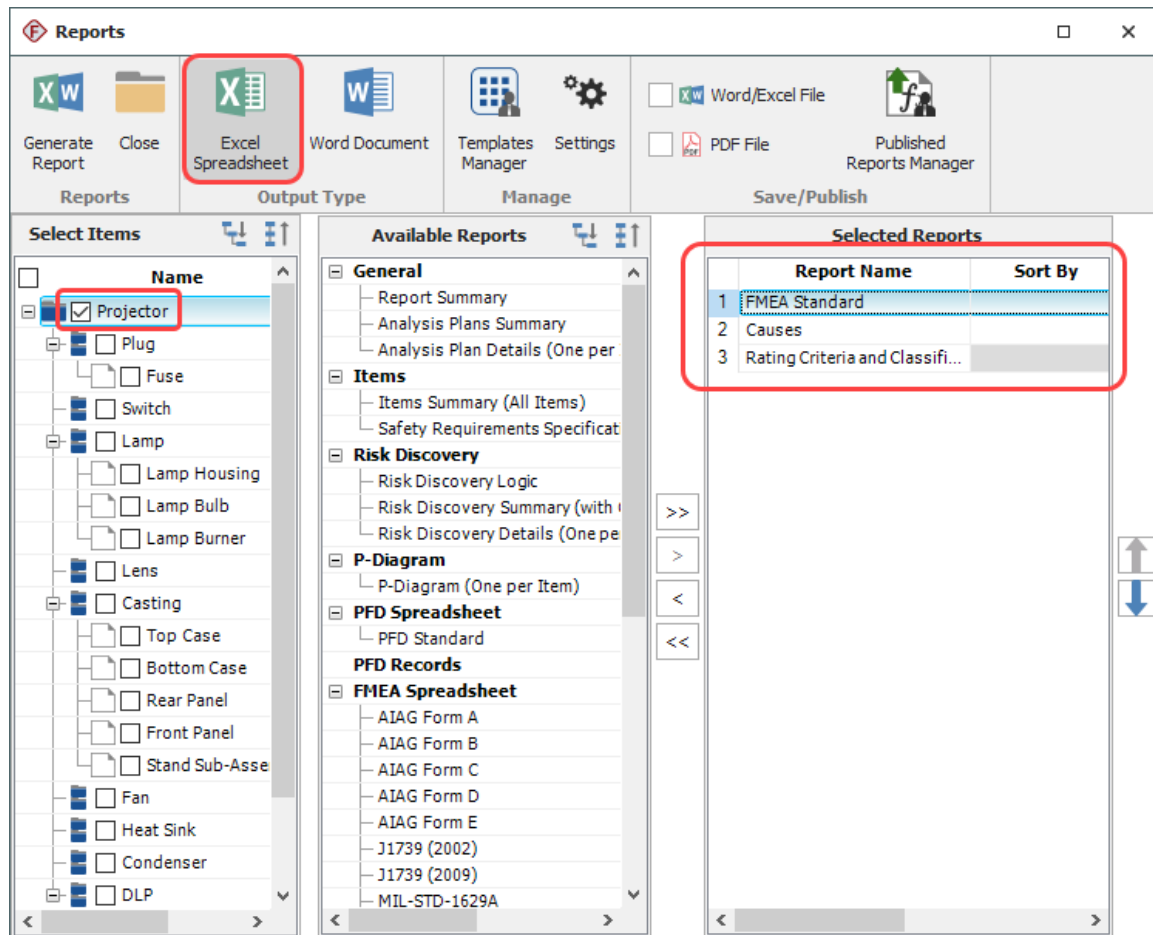 Reports
Generate Report
Close
Excel Spreadsheet
Word Document
Templates Manager
Settings
Word/Excel File
PDF File
Published Reports Manager
Reports
Output Type
Manage
Save/Publish
Select Items
Name
Projector
Plug
Fuse
Switch
Lamp
Lamp Housing
Lamp Bulb
Lamp Burner
Lens
Casting
Top Case
Bottom Case
Rear Panel
Front Panel
Stand Sub-Asse
Fan
Heat Sink
Condenser
DLP
Available Reports
General
Report Summary
Analysis Plans Summary
Analysis Plan Details (One per
Items
Items Summary (All Items)
Safety Requirements Specificat
Risk Discovery
Risk Discovery Logic
Risk Discovery Summary (with
Risk Discovery Details (One pe
P-Diagram
P-Diagram (One per Item)
PFD Spreadsheet
PFD Standard
PFD Records
FMEA Spreadsheet
AIAG Form A
AIAG Form B
AIAG Form C
AIAG Form D
AIAG Form E
J1739 (2002)
J1739 (2009)
MIL-STD-1629A
>>
>
<
<<
Selected Reports
Report Name Sort By
1 FMEA Standard
2 Causes
3 Rating Criteria and Classifi...